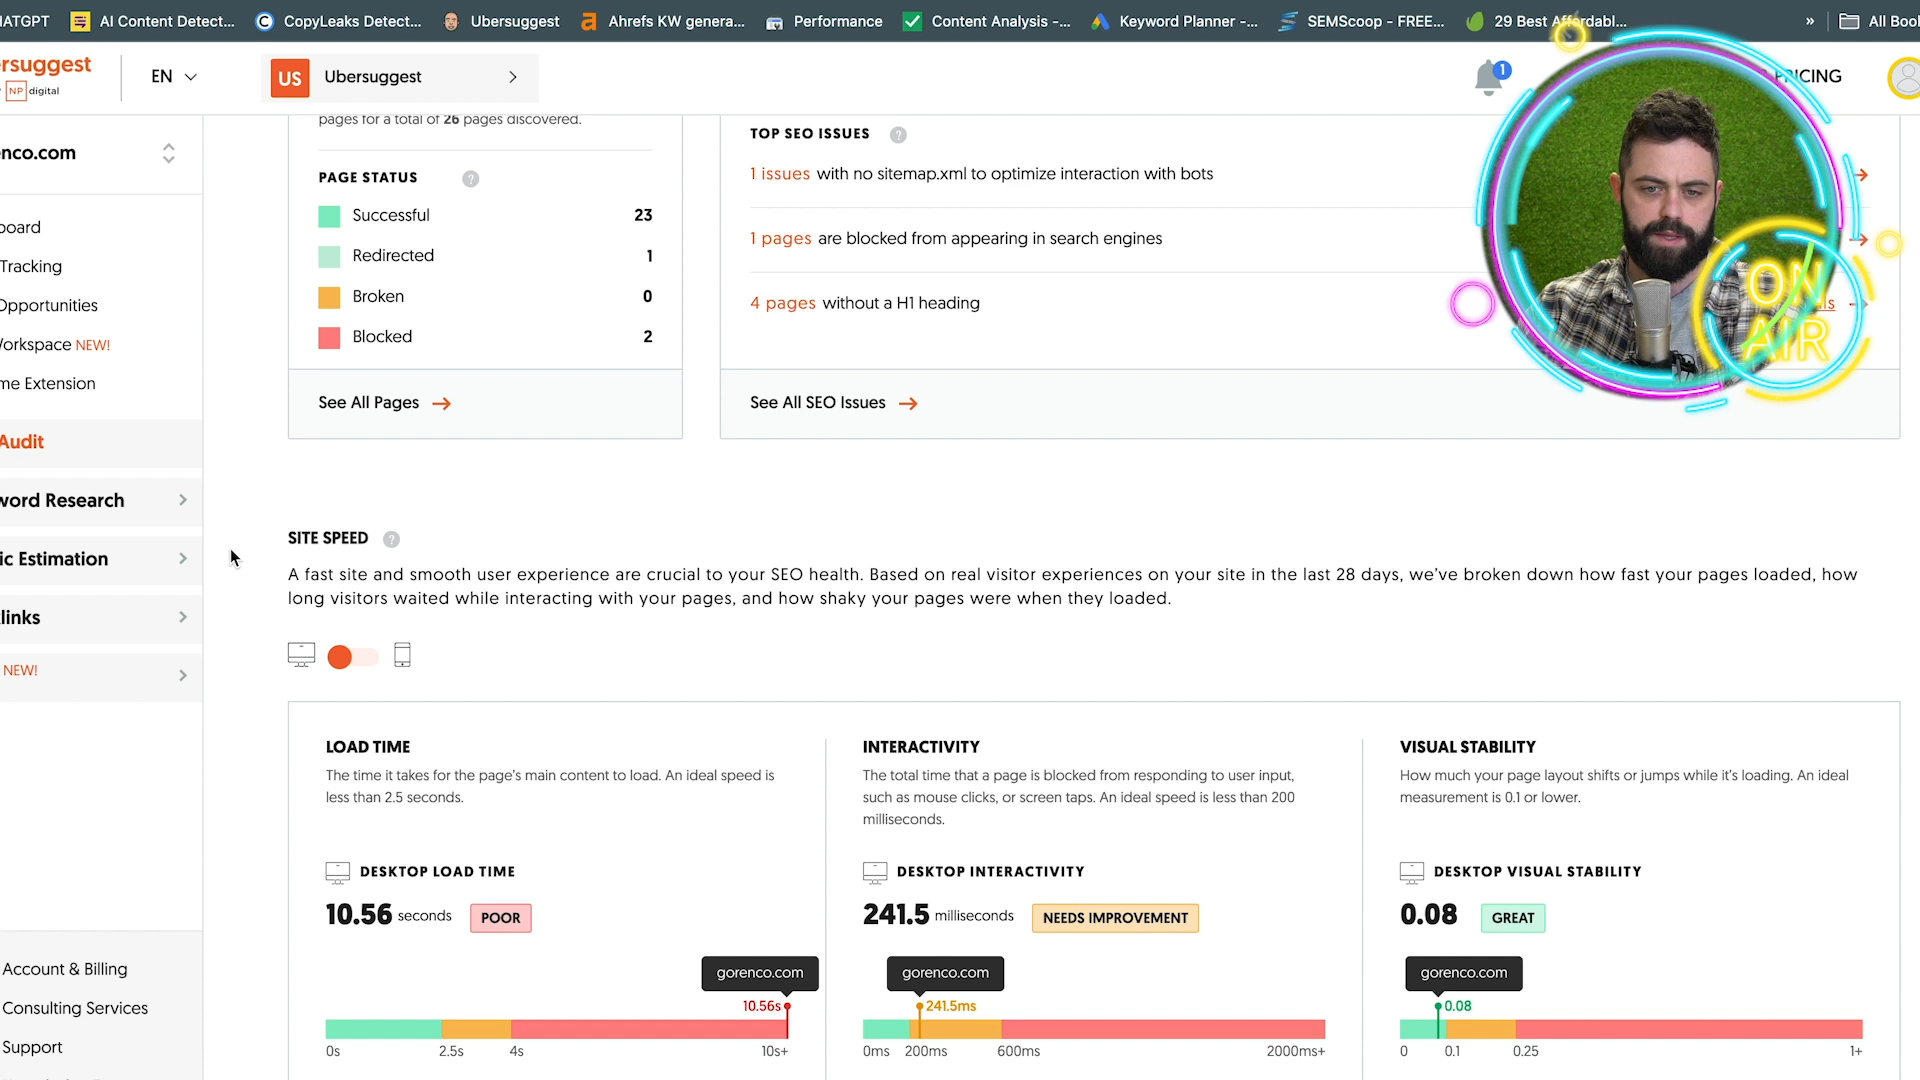 HATGPT
AI Content Detect...
CopyLeaks Detect...
Ubersuggest
Ahrefs KW genera...
Performance
Content Analysis -...
Keyword Planner -...
SEMScoop - FREE...
29 Best Affordabl...
»
All Boo
ersuggest
NP digital
EN
US Ubersuggest
1
PRICING
enco.com
board
Tracking
Opportunities
Workspace NEW!
me Extension
Audit
word Research
ic Estimation
links
NEW!
Account & Billing
Consulting Services
Support
pages for a total of 26 pages discovered.
PAGE STATUS ?
Successful 23
Redirected 1
Broken 0
Blocked 2
See All Pages
TOP SEO ISSUES ?
1 issues with no sitemap.xml to optimize interaction with bots
1 pages are blocked from appearing in search engines
4 pages without a H1 heading
ls
See All SEO Issues
ON
AIR
SITE SPEED ?
A fast site and smooth user experience are crucial to your SEO health. Based on real visitor experiences on your site in the last 28 days, we've broken down how fast your pages loaded, how
long visitors waited while interacting with your pages, and how shaky your pages were when they loaded.
LOAD TIME
The time it takes for the page's main content to load. An ideal speed is
less than 2.5 seconds.
DESKTOP LOAD TIME
10.56 seconds POOR
gorenco.com
10.56s
0s 2.5s 4s 10s+
INTERACTIVITY
The total time that a page is blocked from responding to user input,
such as mouse clicks, or screen taps. An ideal speed is less than 200
milliseconds.
DESKTOP INTERACTIVITY
241.5 milliseconds NEEDS IMPROVEMENT
gorenco.com
241.5ms
0ms 200ms 600ms 2000ms+
VISUAL STABILITY
How much your page layout shifts or jumps while it's loading. An ideal
measurement is 0.1 or lower.
DESKTOP VISUAL STABILITY
0.08 GREAT
gorenco.com
0.08
0 0.1 0.25 1+